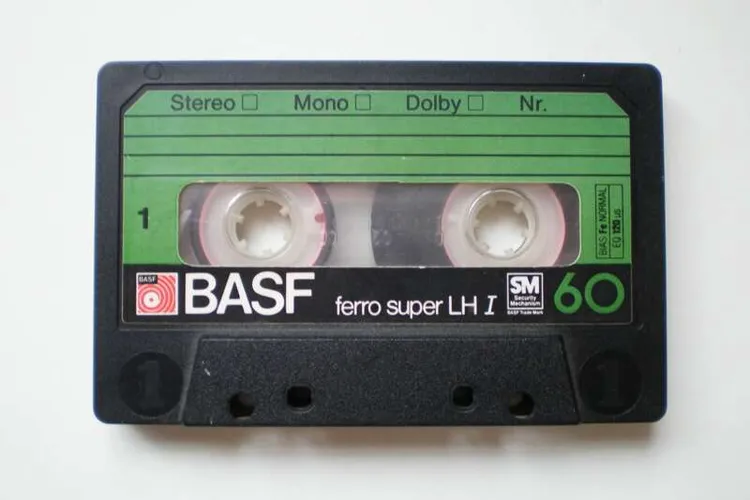 Stereo Mono Dolby Nr.
1
BIAS Fe NORMAL
EQ 120 µs
BASF
BASF ferro super LH I
SM
Security
Mechanism
BASF Trade Mark
60
1 1